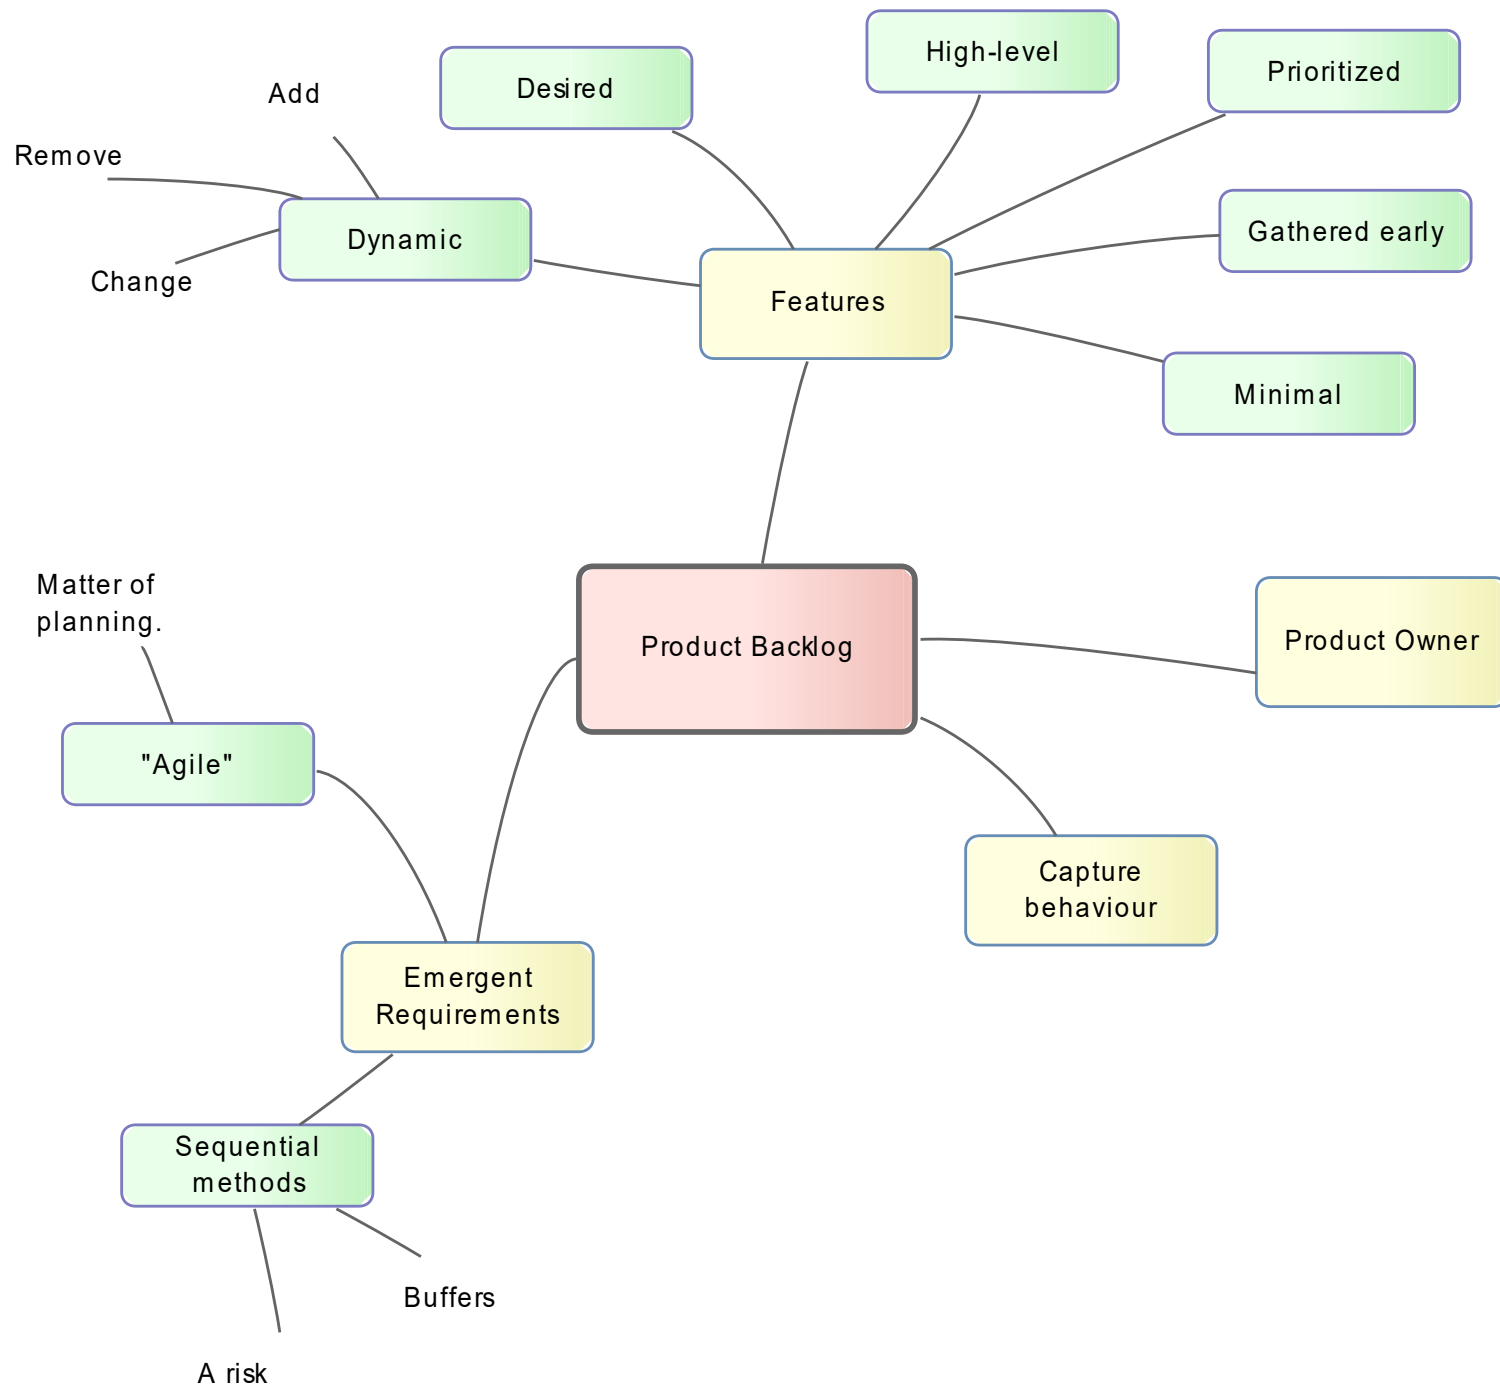 High-level
Prioritized
Desired
Add
Remove
Gathered early
Dynamic
Change
Features
Minimal
Matter of
planning.
Product Backlog
Product Owner
"Agile"
Capture
behaviour
Emergent
Requirements
Sequential
methods
Buffers
A risk